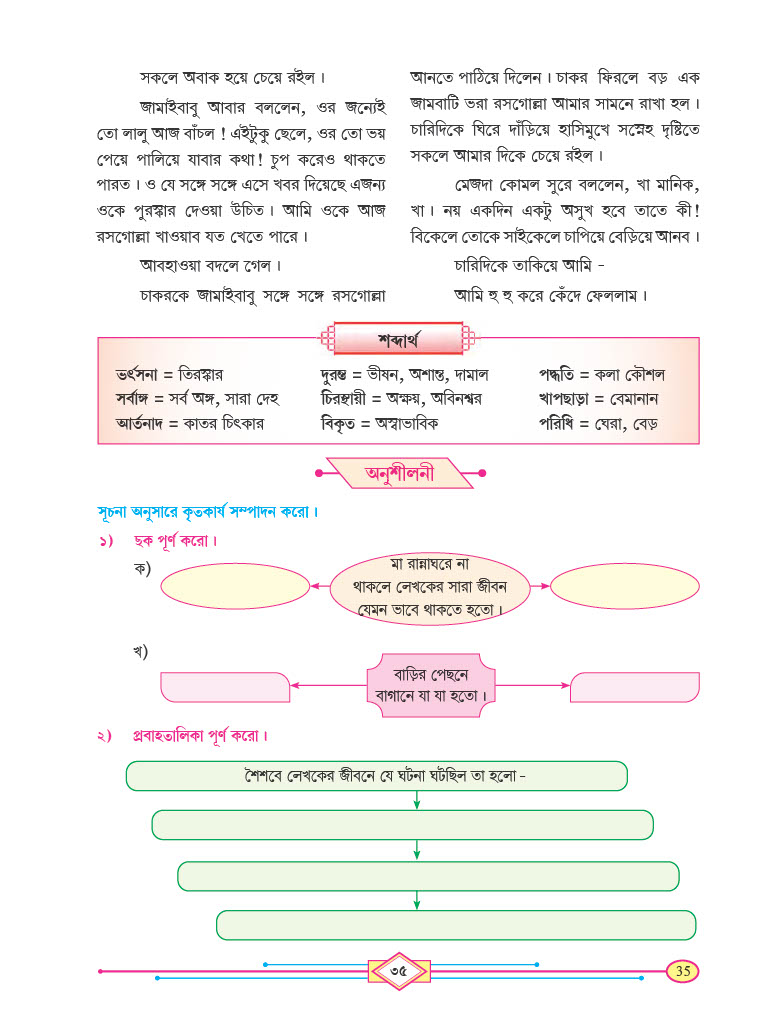 সকলে অবাক হয়ে চেয়ে রইল ।
জামাইবাবু আবার বললেন, ওর জন্যেই
তো লালু আজ বাঁচল ! এইটুকু ছেলে, ওর তো ভয়
পেয়ে পালিয়ে যাবার কথা ! চুপ করেও থাকতে
পারত । ও যে সঙ্গে সঙ্গে এসে খবর দিয়েছে এজন্য
ওকে পুরস্কার দেওয়া উচিত । আমি ওকে আজ
রসগোল্লা খাওয়াব যত খেতে পারে ।
আবহাওয়া বদলে গেল ।
চাকরকে জামাইবাবু সঙ্গে সঙ্গে রসগোল্লা
আনতে পাঠিয়ে দিলেন । চাকর ফিরলে বড় এক
জামবাটি ভরা রসগোল্লা আমার সামনে রাখা হল ।
চারিদিকে ঘিরে দাঁড়িয়ে হাসিমুখে সস্নেহ দৃষ্টিতে
সকলে আমার দিকে চেয়ে রইল ।
মেজদা কোমল সুরে বললেন, খা মানিক,
খা । নয় একদিন একটু অসুখ হবে তাতে কী !
বিকেলে তোকে সাইকেলে চাপিয়ে বেড়িয়ে আনব ।
চারিদিকে তাকিয়ে আমি -
আমি হু হু করে কেঁদে ফেললাম ।
শব্দার্থ
ভর্ৎসনা = তিরস্কার
সর্বাঙ্গ = সর্ব অঙ্গ, সারা দেহ
আর্তনাদ = কাতর চিৎকার
দুরন্ত = ভীষন, অশান্ত, দামাল
চিরস্থায়ী = অক্ষয়, অবিনশ্বর
বিকৃত = অস্বাভাবিক
পদ্ধতি = কলা কৌশল
খাপছাড়া = বেমানান
পরিধি = ঘেরা, বেড়
অনুশীলনী
সূচনা অনুসারে কৃতকার্য সম্পাদন করো ।
১) ছক পূর্ণ করো ।
ক)
মা রান্নাঘরে না
থাকলে লেখকের সারা জীবন
যেমন ভাবে থাকতে হতো ।
খ)
বাড়ির পেছনে
বাগানে যা যা হতো ।
২) প্রবাহতালিকা পূর্ণ করো ।
শৈশবে লেখকের জীবনে যে ঘটনা ঘটছিল তা হলো -
৩৫
35